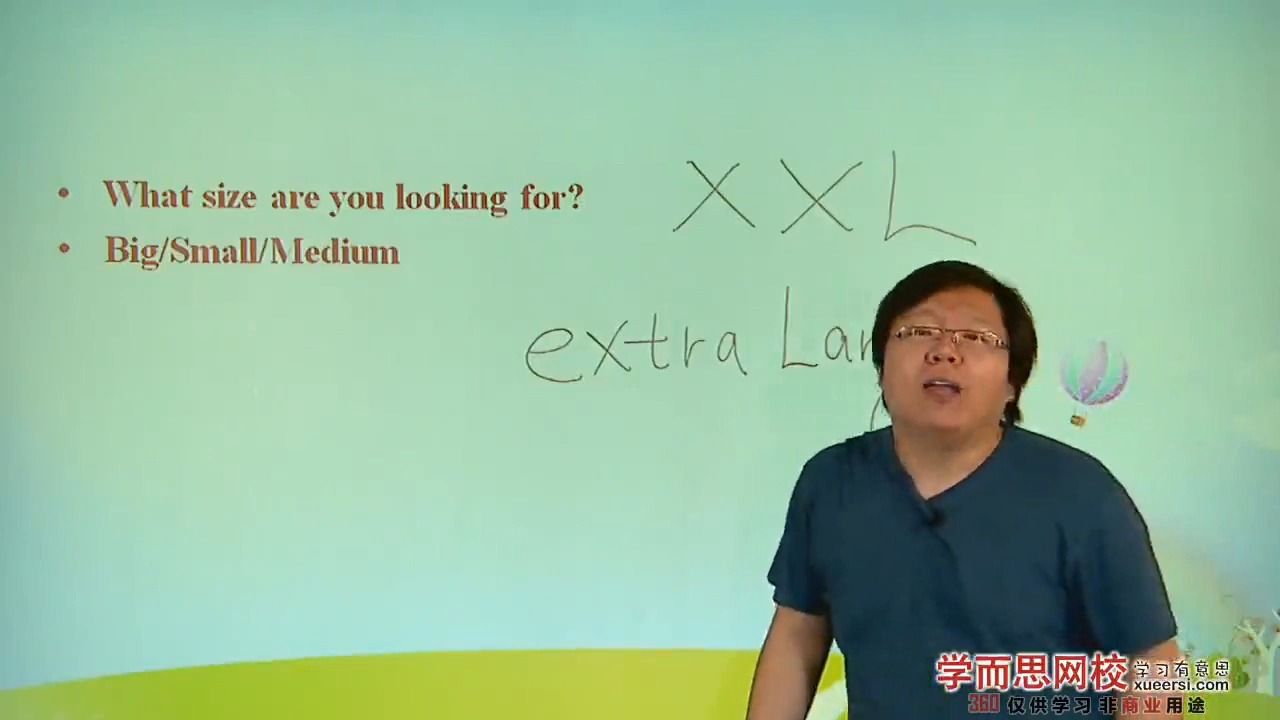 • What size are you looking for?
• Big/Small/Medium
XXL
extra Lar
学而思网校 学习有意思
xueersi.com
360 仅供学习 非商业用途